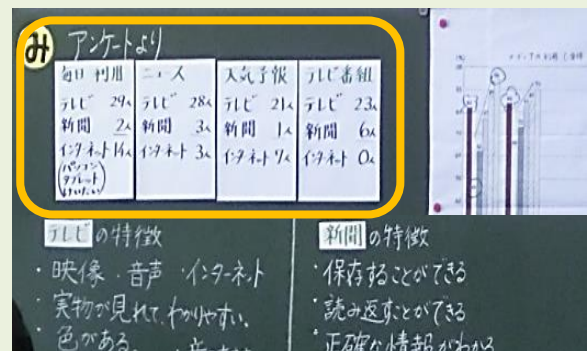 み アンケートより
毎日 利用
テレビ 29人
新聞 2人
インターネット 14人
(パソコン
タブレット
けいたい)
ニュース
テレビ 28人
新聞 3人
インターネット 3人
天気予報
テレビ 21人
新聞 1人
インターネット 7人
テレビ番組
テレビ 23人
新聞 6人
インターネット 0人
テレビの特徴
・映像・音声・インターネット
・実物が見れて、わかりやすい。
・色がある
新聞の特徴
・保存することができる
・読み返すことができる
・正確な情報がわかる